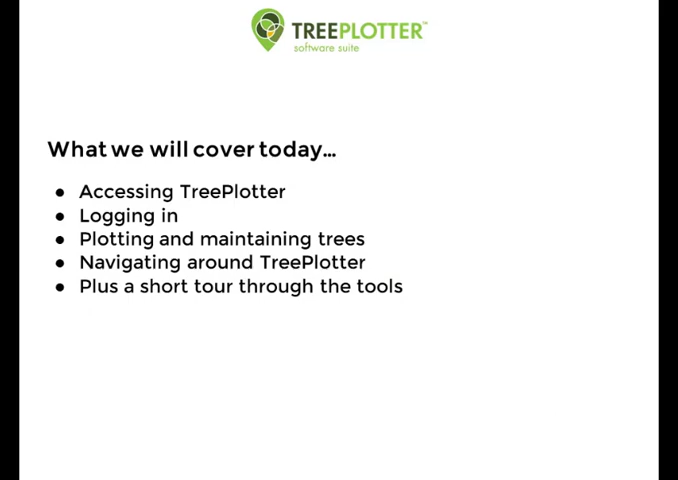 TREEPLOTTER™
software suite
What we will cover today...
● Accessing TreePlotter
● Logging in
● Plotting and maintaining trees
● Navigating around TreePlotter
● Plus a short tour through the tools